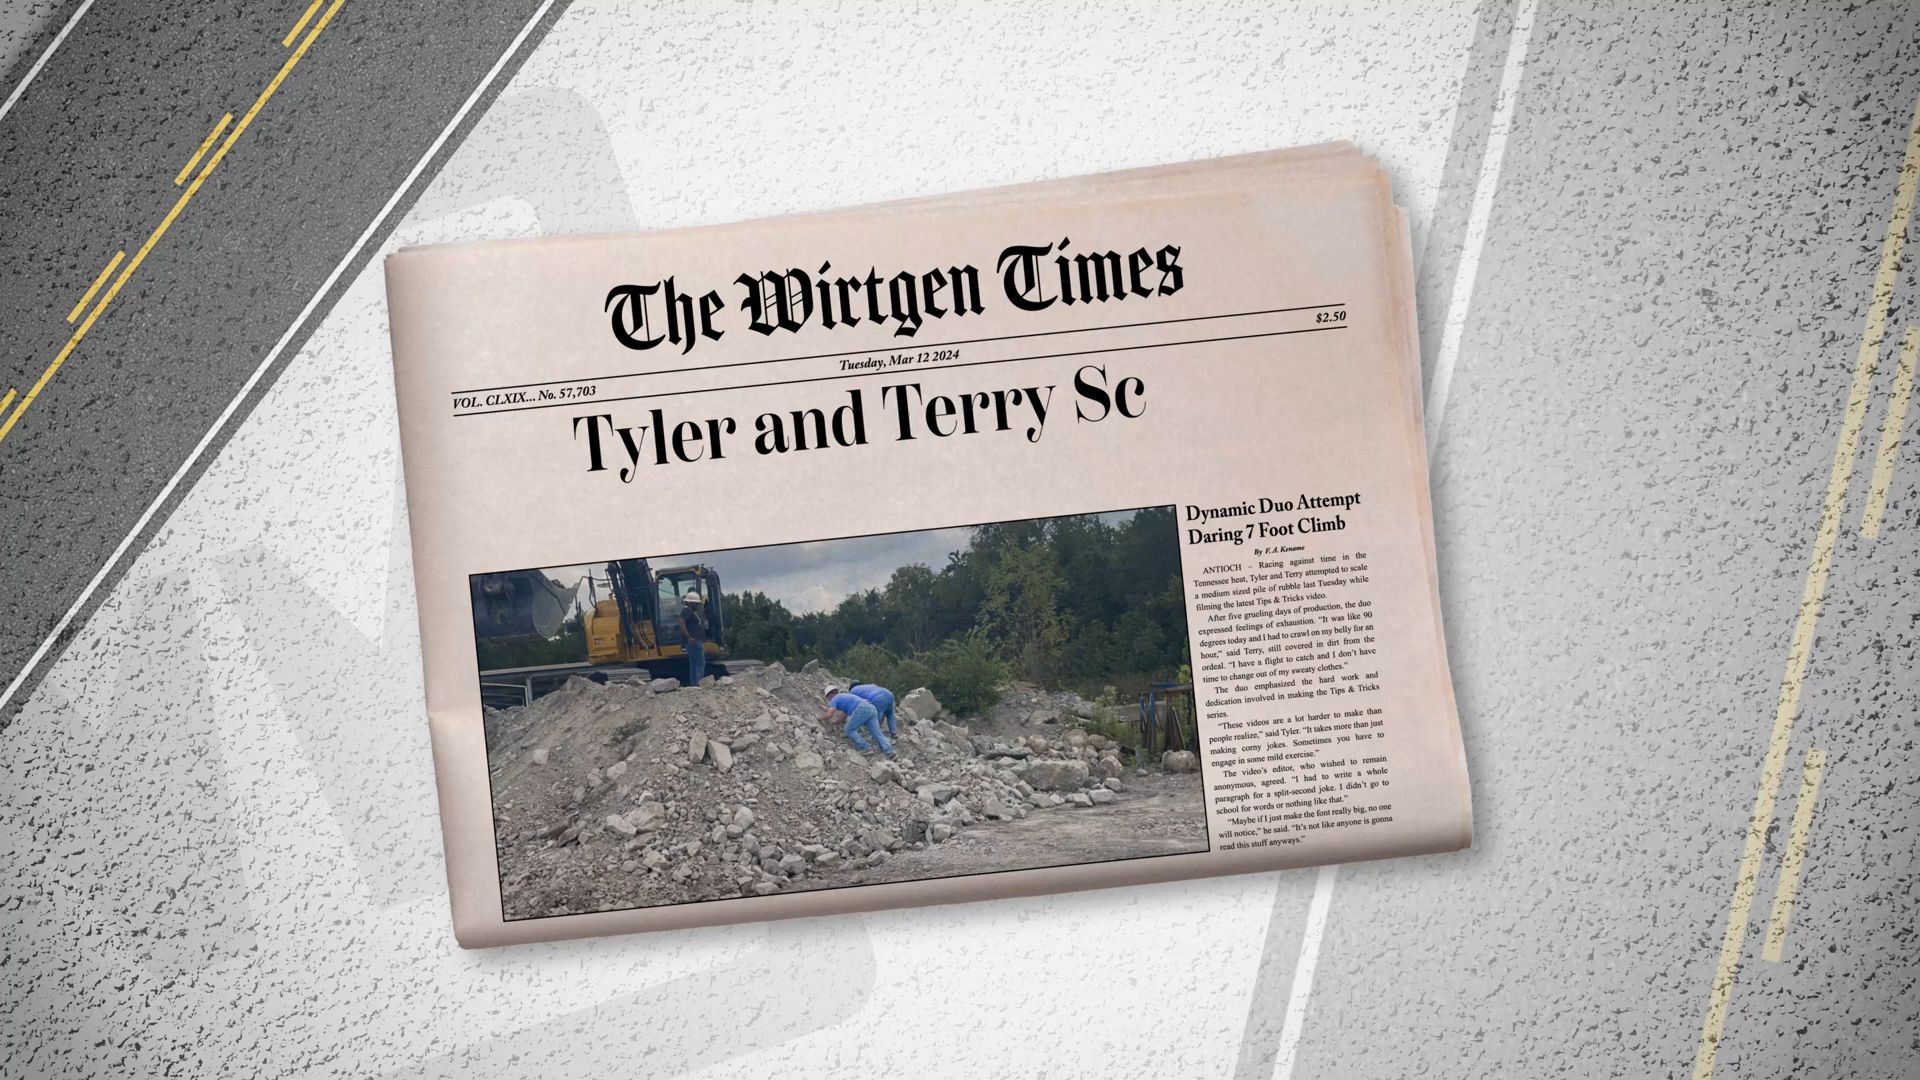 The Wirtgen Times
VOL. CLXIX... No. 57,703
Tuesday, Mar 12 2024
$2.50
Tyler and Terry Sc
Dynamic Duo Attempt
Daring 7 Foot Climb
By F. A. Kename
ANTIOCH – Racing against time in the
Tennessee heat, Tyler and Terry attempted to scale
a medium sized pile of rubble last Tuesday while
filming the latest Tips & Tricks video.
After five grueling days of production, the duo
expressed feelings of exhaustion. “It was like 90
degrees today and I had to crawl on my belly for an
hour,” said Terry, still covered in dirt from the
ordeal. “I have a flight to catch and I don’t have
time to change out of my sweaty clothes.”
The duo emphasized the hard work and
dedication involved in making the Tips & Tricks
series.
“These videos are a lot harder to make than
people realize,” said Tyler. “It takes more than just
making corny jokes. Sometimes you have to
engage in some mild exercise.”
The video’s editor, who wished to remain
anonymous, agreed. “I had to write a whole
paragraph for a split-second joke. I didn’t go to
school for words or nothing like that.”
“Maybe if I just make the font really big, no one
will notice,” he said. “It’s not like anyone is gonna
read this stuff anyways.”